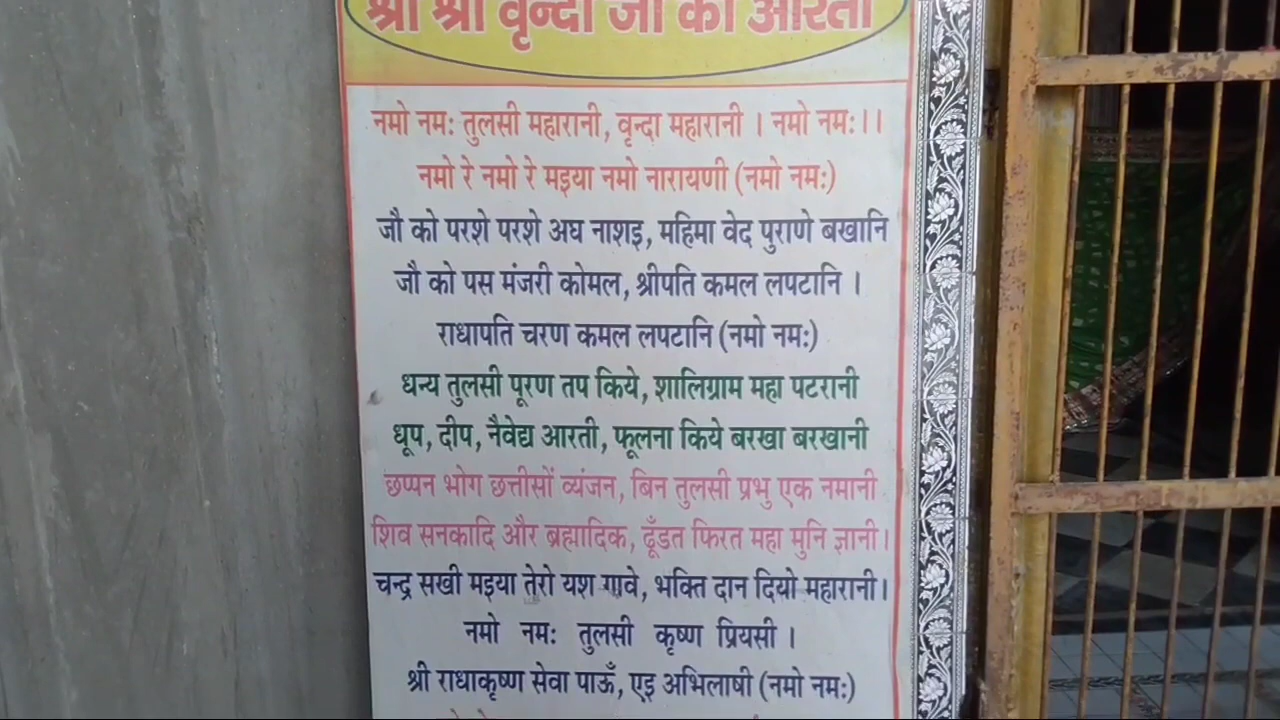 श्री श्री वृन्दा जी की आरती
नमो नमः तुलसी महारानी, वृन्दा महारानी । नमो नमः।।
नमो रे नमो रे मइया नमो नारायणी (नमो नमः)
जौ को परशे परशे अघ नाशइ, महिमा वेद पुराणे बखानि
जौ को पस मंजरी कोमल, श्रीपति कमल लपटानि ।
राधापति चरण कमल लपटानि (नमो नमः)
धन्य तुलसी पूरण तप किये, शालिग्राम महा पटरानी
धूप, दीप, नैवेद्य आरती, फूलना किये बरखा बरखानी
छप्पन भोग छत्तीसों व्यंजन, बिन तुलसी प्रभु एक नमानी
शिव सनकादि और ब्रह्मादिक, ढूँडत फिरत महा मुनि ज्ञानी।
चन्द्र सखी मइया तेरो यश गावे, भक्ति दान दियो महारानी।
नमो नमः तुलसी कृष्ण प्रियसी ।
श्री राधाकृष्ण सेवा पाऊँ, एइ अभिलाषी (नमो नमः)